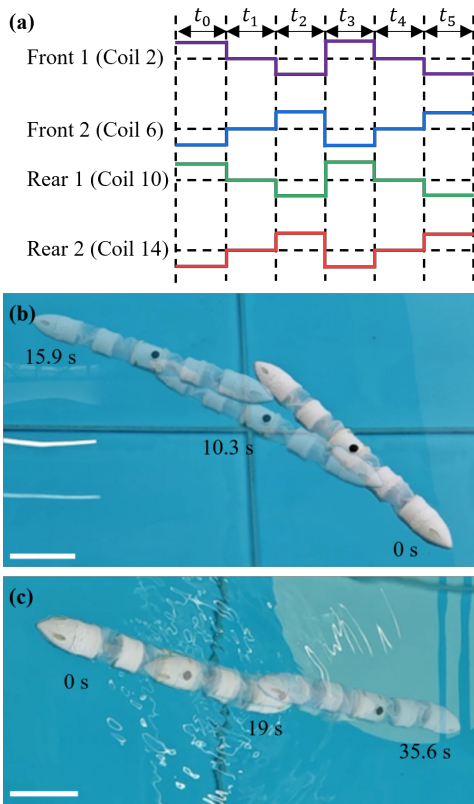 (a)
t₀ t₁ t₂ t₃ t₄ t₅
Front 1 (Coil 2)
Front 2 (Coil 6)
Rear 1 (Coil 10)
Rear 2 (Coil 14)
(b)
15.9 s
10.3 s
0 s
(c)
0 s
19 s
35.6 s